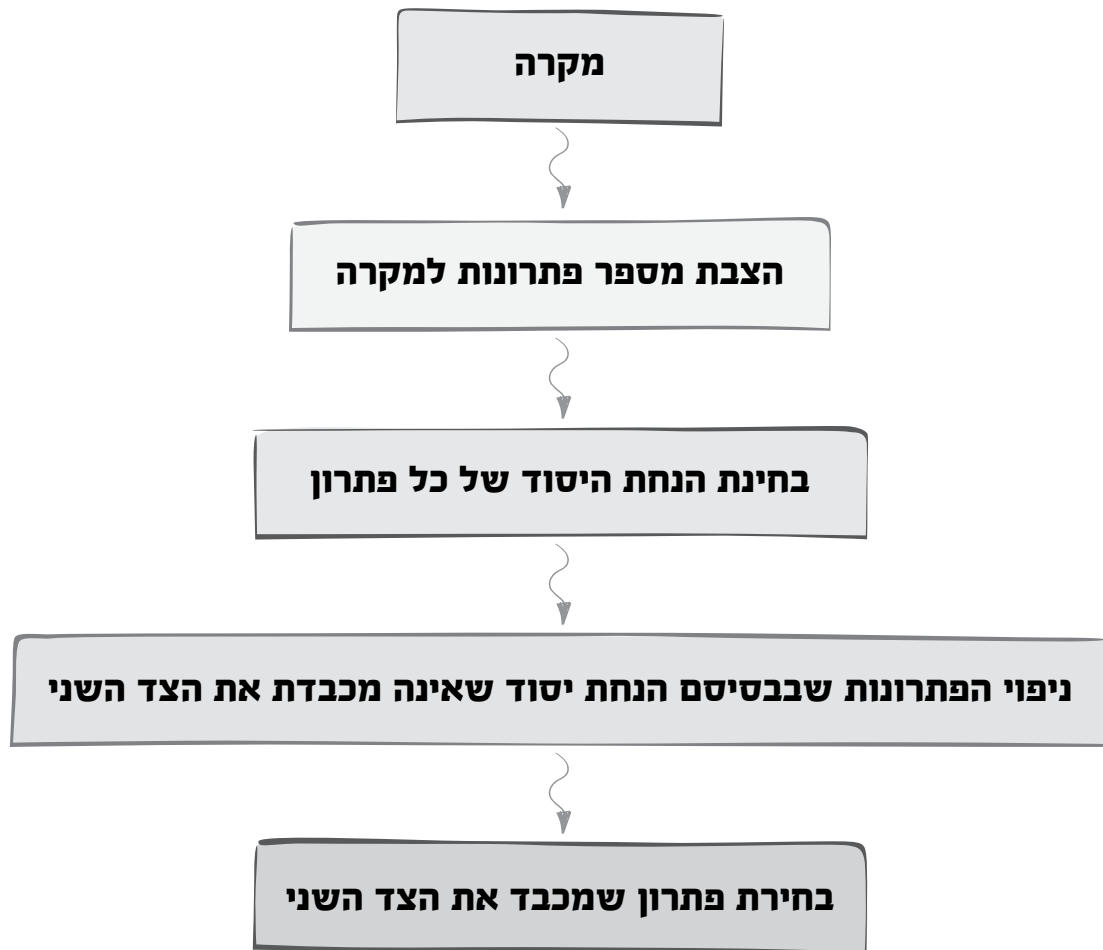 מקרה
הצבת מספר פתרונות למקרה
בחינת הנחת היסוד של כל פתרון
ניפוי הפתרונות שבבסיסם הנחת יסוד שאינה מכבדת את הצד השני
בחירת פתרון שמכבד את הצד השני